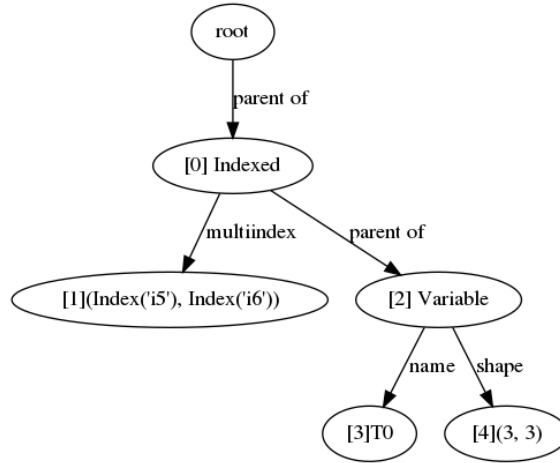 root
parent of
[0] Indexed
multiindex
parent of
[1](Index('i5'), Index('i6'))
[2] Variable
name
shape
[3]T0
[4](3, 3)